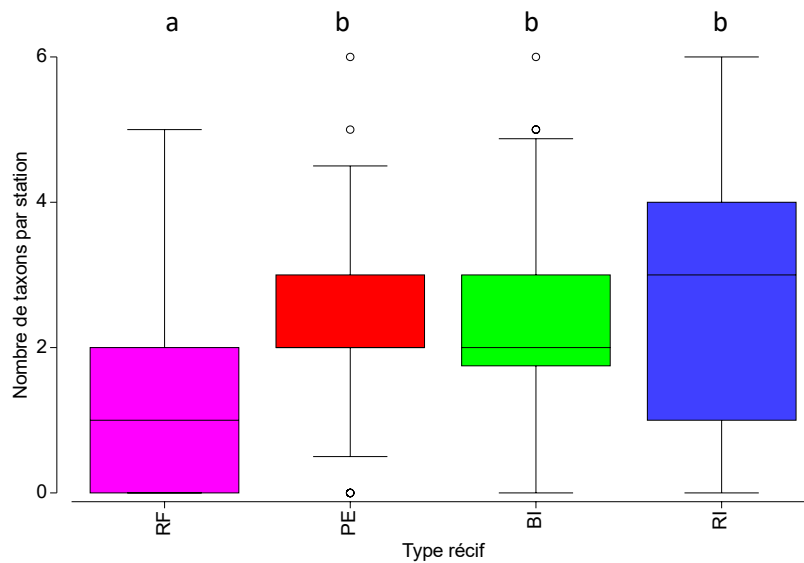 a b b b
6
4
2
0
Nombre de taxons par station
RF PE BI RI
Type récif